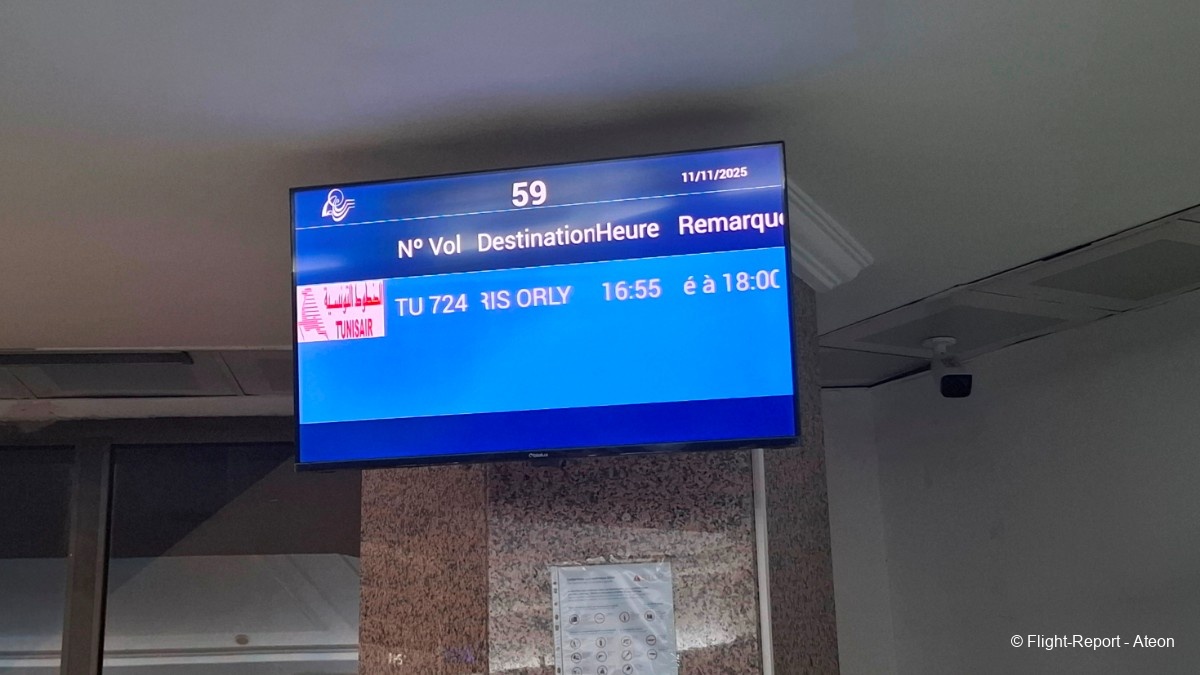 59
11/11/2025
Nº Vol Destination Heure Remarque
الخطوط التونسية
TUNISAIR
TU 724 RIS ORLY 16:55 é à 18:00
© Flight-Report - Ateon